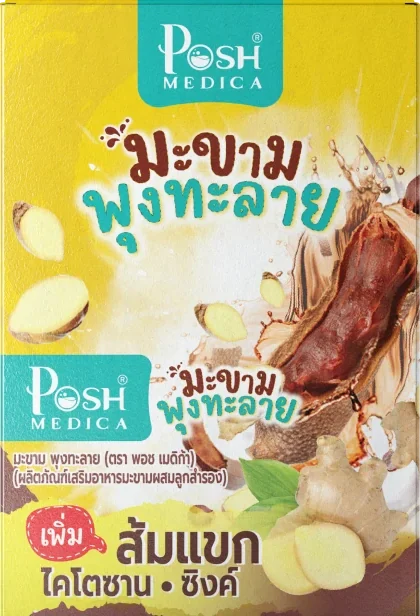 POSH®
MEDICA
มะขาม
พุงทะลาย
POSH®
MEDICA
มะขาม
พุงทะลาย
มะขาม พุงทะลาย (ตรา พอช เมดิก้า)
(ผลิตภัณฑ์เสริมอาหารมะขามผสมลูกสำรอง)
เพิ่ม
ส้มแขก
ไคโตซาน • ซิงค์